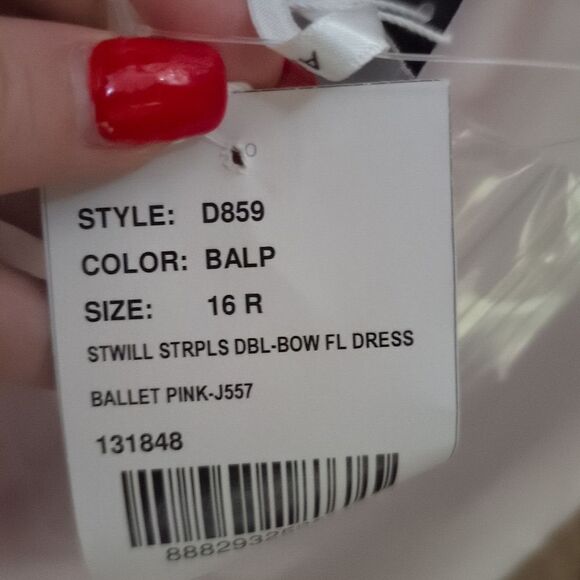 STYLE: D859
COLOR: BALP
SIZE: 16 R
STWILL STRPLS DBL-BOW FL DRESS
BALLET PINK-J557
131848